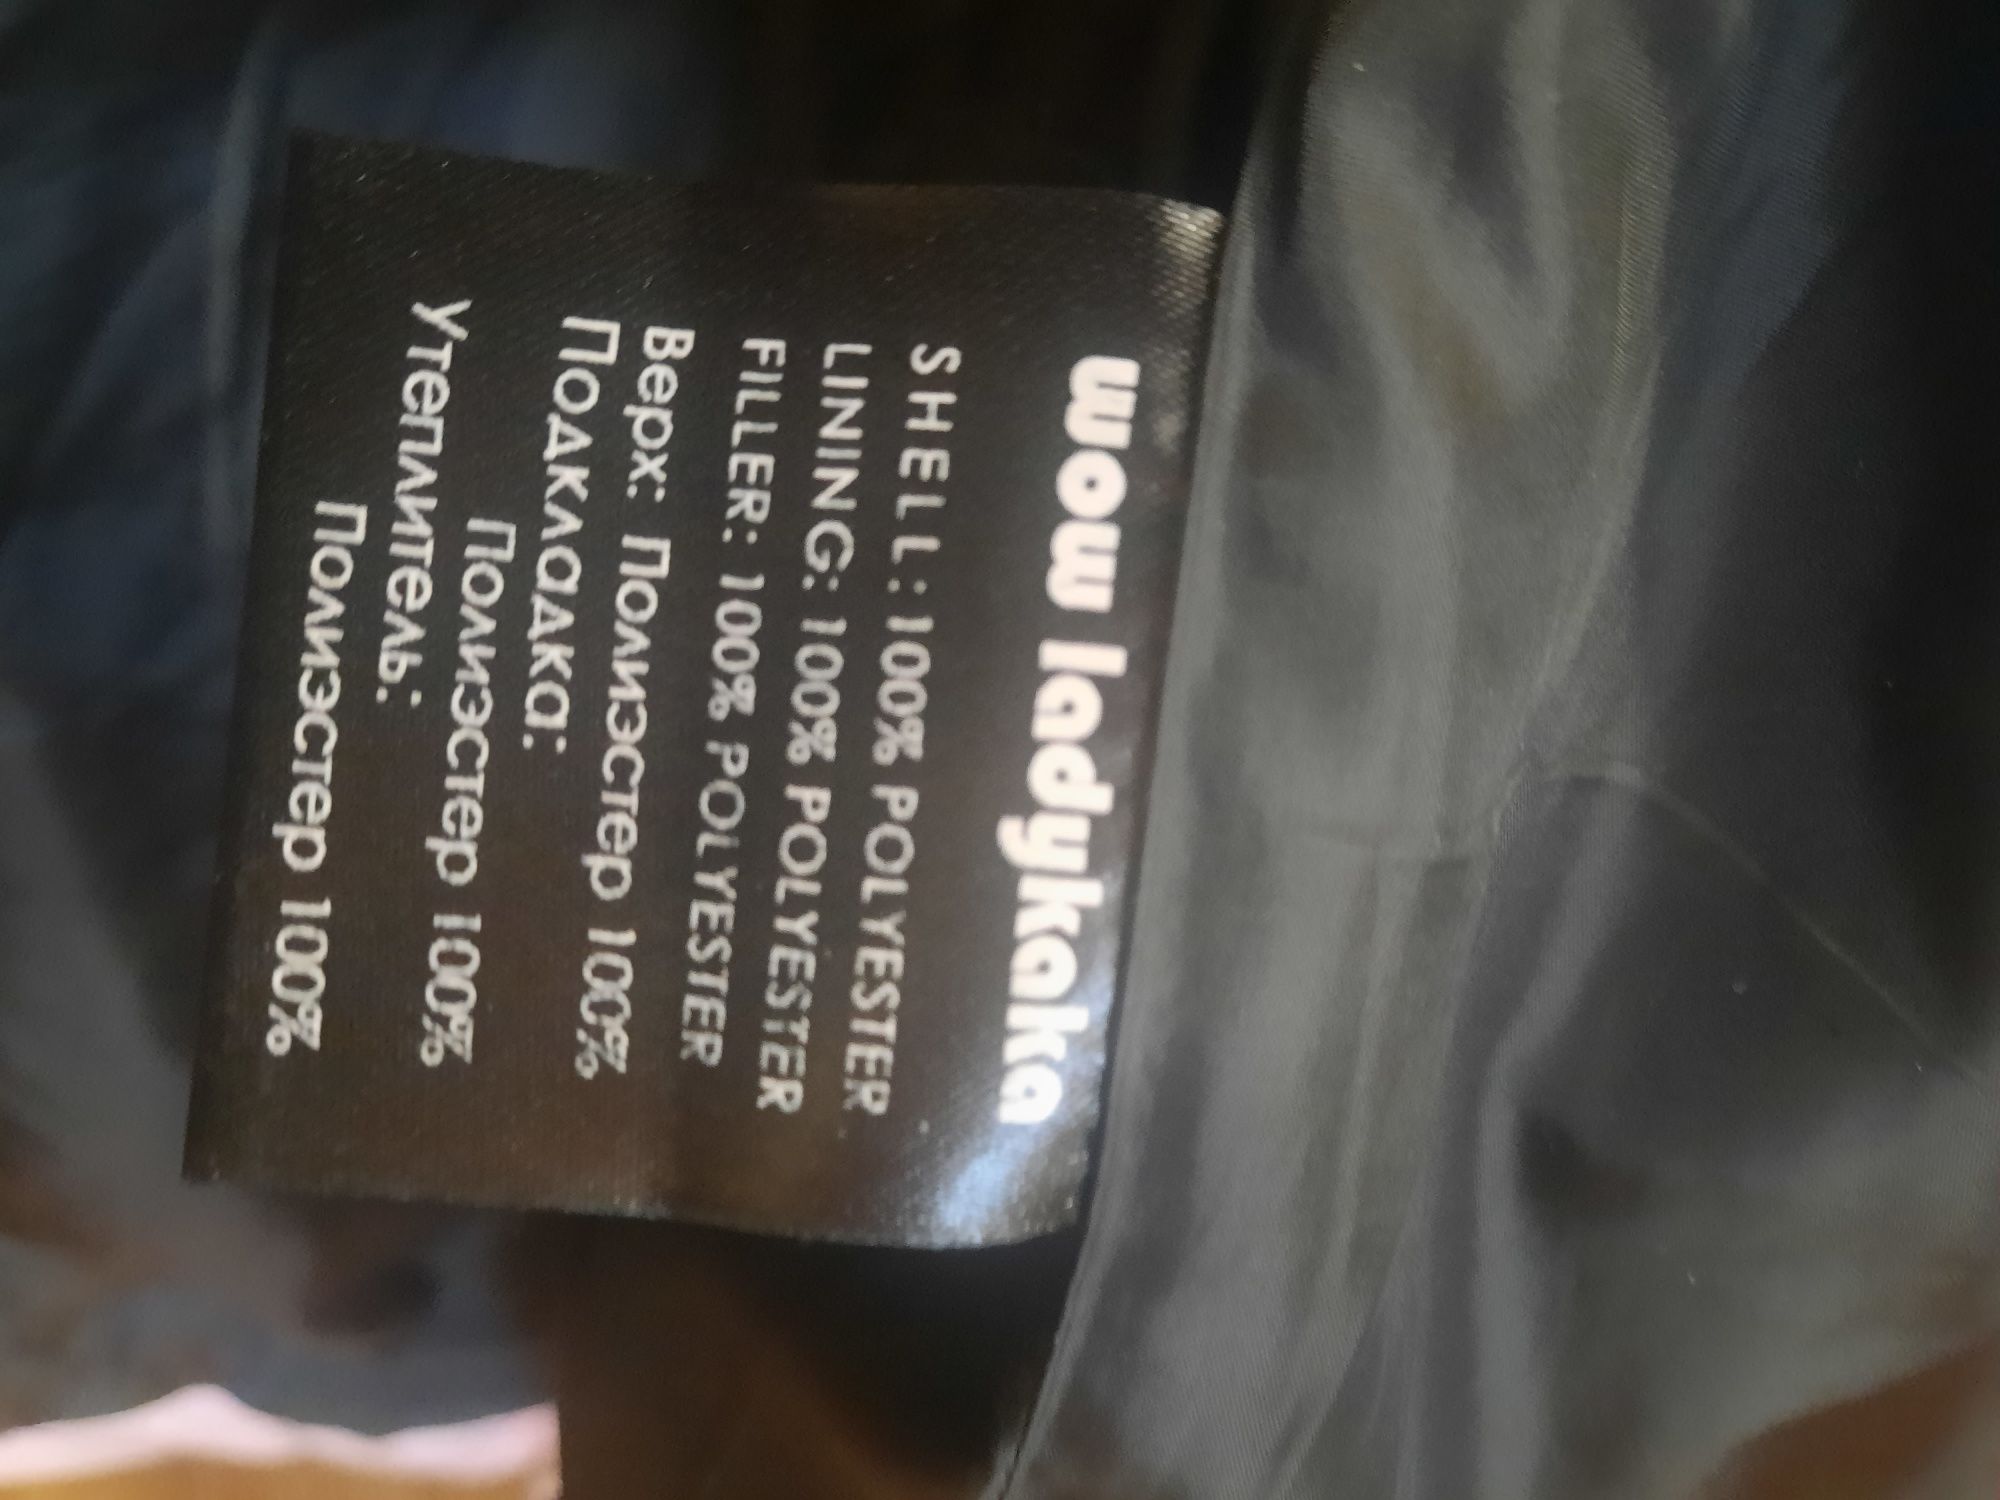 wow ladykaka
SHELL: 100% POLYESTER
LINING: 100% POLYESTER
FILLER: 100% POLYESTER
Верх: Полиэстер 100%
Подкладка:
Полиэстер 100%
Утеплитель:
Полиэстер 100%